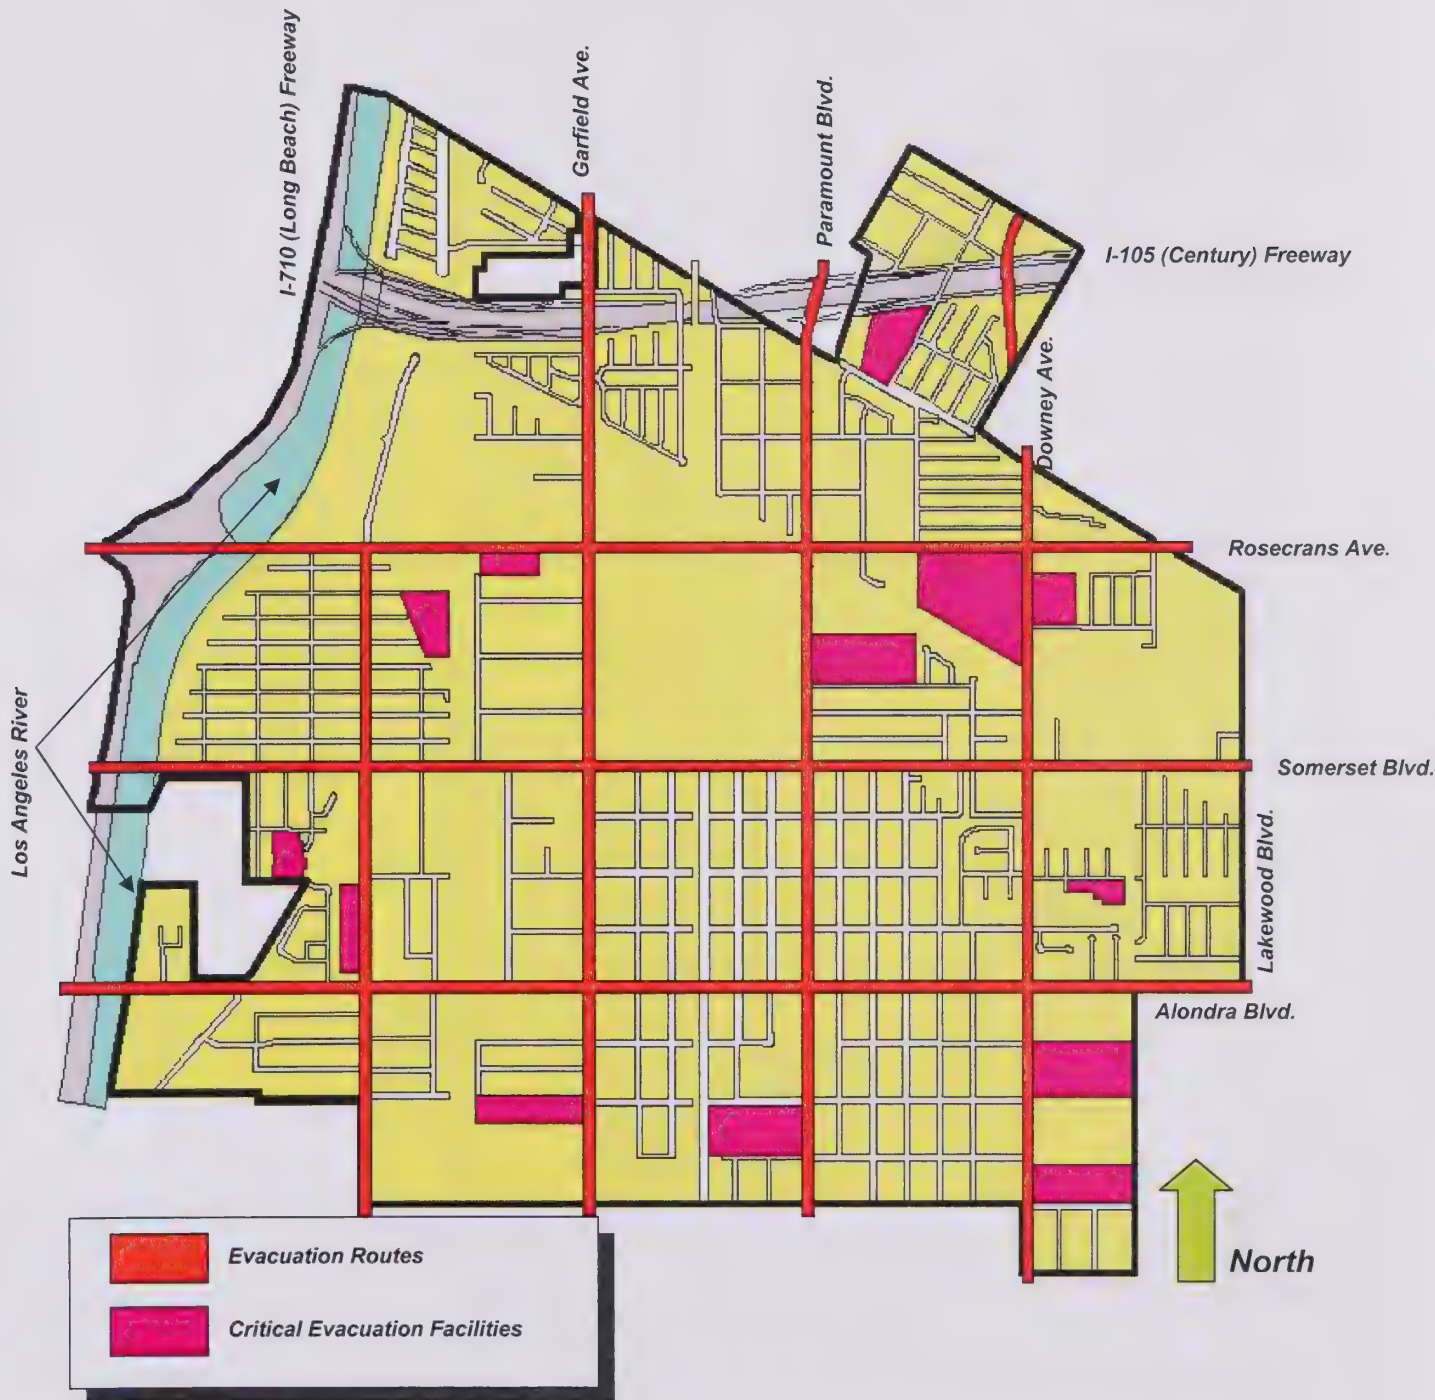 I-710 (Long Beach) Freeway
Garfield Ave.
Paramount Blvd.
I-105 (Century) Freeway
Downey Ave.
Rosecrans Ave.
Los Angeles River
Somerset Blvd.
Lakewood Blvd.
Alondra Blvd.
North
Evacuation Routes
Critical Evacuation Facilities